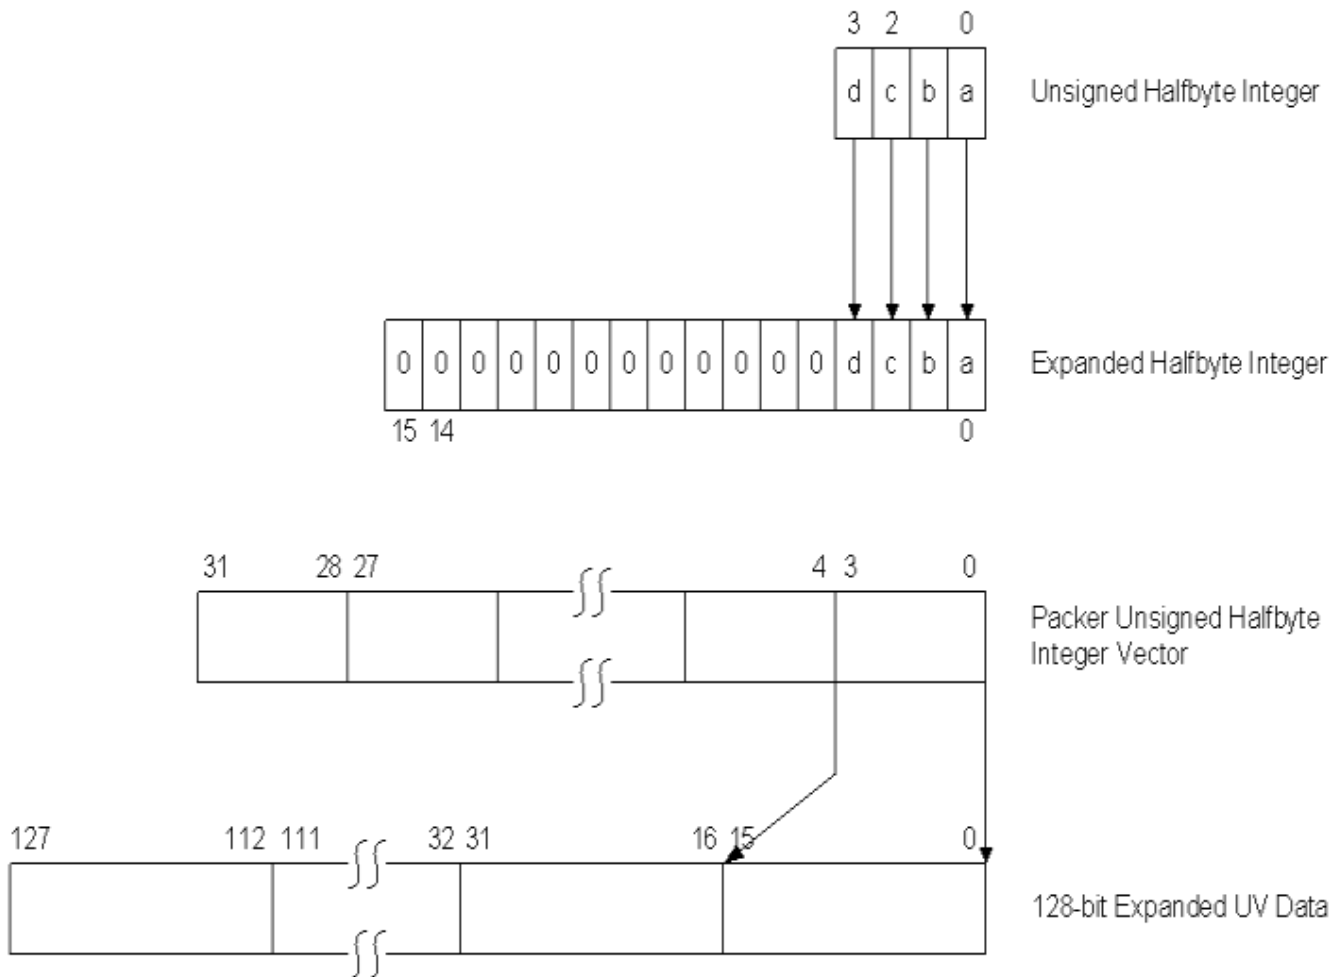 3 2 0
d c b a Unsigned Halfbyte Integer
0 0 0 0 0 0 0 0 0 0 0 0 d c b a Expanded Halfbyte Integer
15 14 0
31 28 27 4 3 0
Packer Unsigned Halfbyte
Integer Vector
127 112 111 32 31 16 15 0
128-bit Expanded UV Data